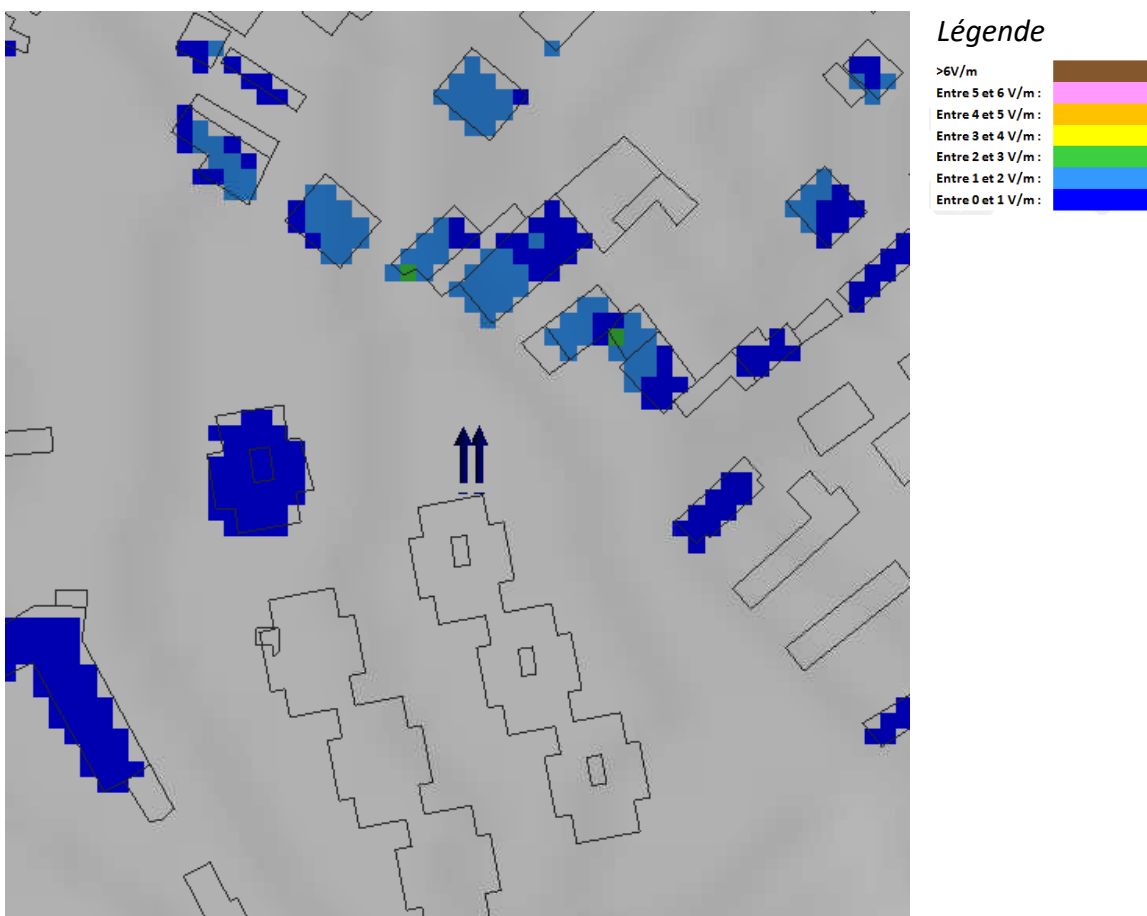 Légende
>6V/m
Entre 5 et 6 V/m :
Entre 4 et 5 V/m :
Entre 3 et 4 V/m :
Entre 2 et 3 V/m :
Entre 1 et 2 V/m :
Entre 0 et 1 V/m :